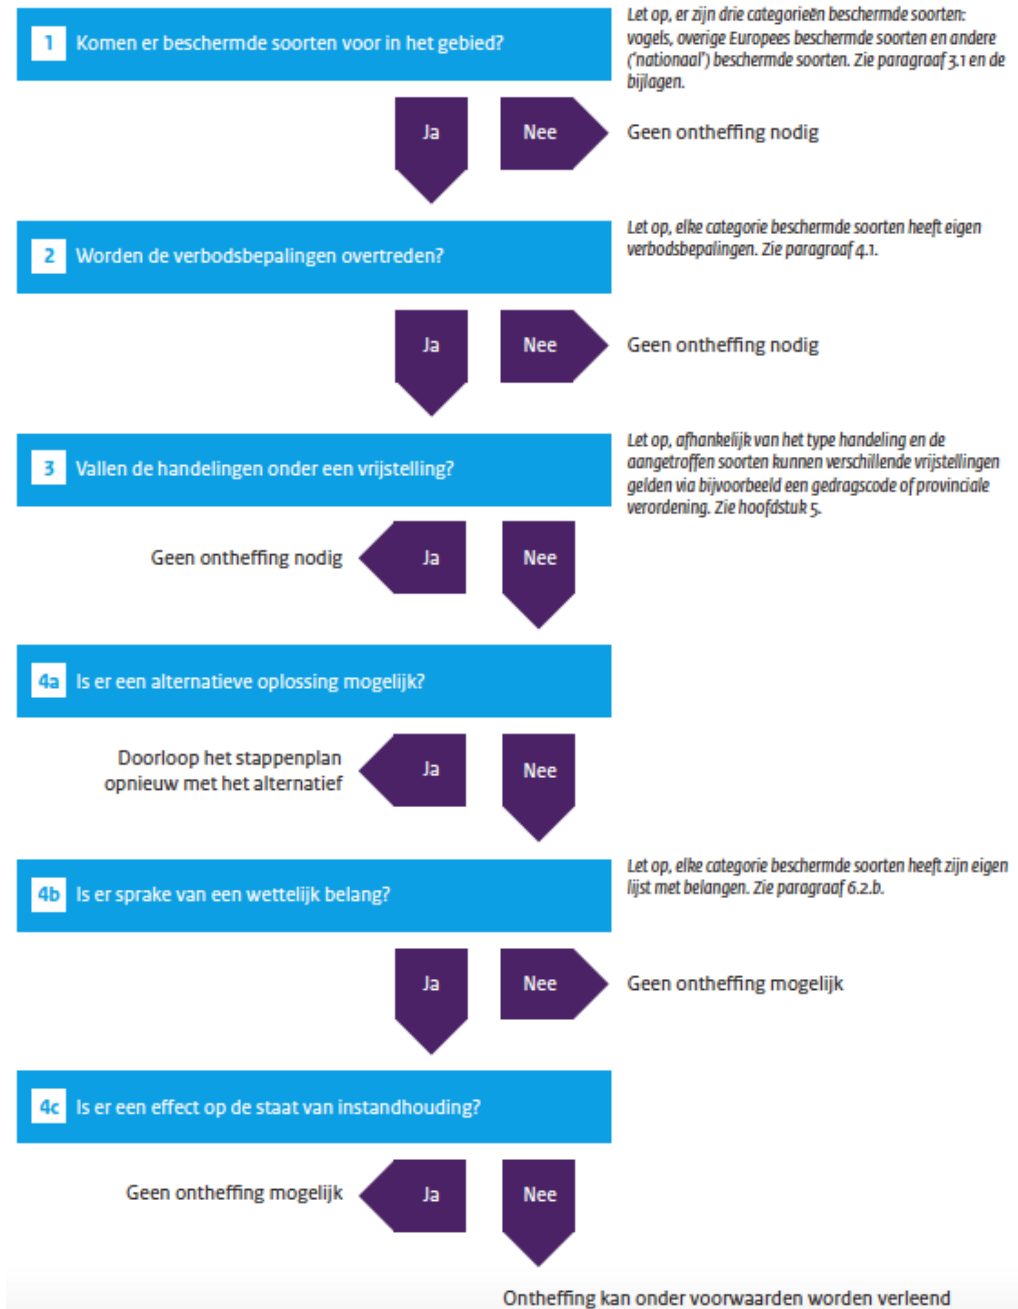 1 Komen er beschermde soorten voor in het gebied?
Let op, er zijn drie categorieën beschermde soorten:
vogels, overige Europees beschermde soorten en andere
('nationaal') beschermde soorten. Zie paragraaf 3.1 en de
bijlagen.
Ja
Nee
Geen ontheffing nodig
2 Worden de verbodsbepalingen overtreden?
Let op, elke categorie beschermde soorten heeft eigen
verbodsbepalingen. Zie paragraaf 4.1.
Ja
Nee
Geen ontheffing nodig
3 Vallen de handelingen onder een vrijstelling?
Let op, afhankelijk van het type handeling en de
aangetroffen soorten kunnen verschillende vrijstellingen
gelden via bijvoorbeeld een gedragscode of provinciale
verordening. Zie hoofdstuk 5.
Geen ontheffing nodig
Ja
Nee
4a Is er een alternatieve oplossing mogelijk?
Doorloop het stappenplan
opnieuw met het alternatief
Ja
Nee
4b Is er sprake van een wettelijk belang?
Let op, elke categorie beschermde soorten heeft zijn eigen
lijst met belangen. Zie paragraaf 6.2.b.
Ja
Nee
Geen ontheffing mogelijk
4c Is er een effect op de staat van instandhouding?
Geen ontheffing mogelijk
Ja
Nee
Ontheffing kan onder voorwaarden worden verleend